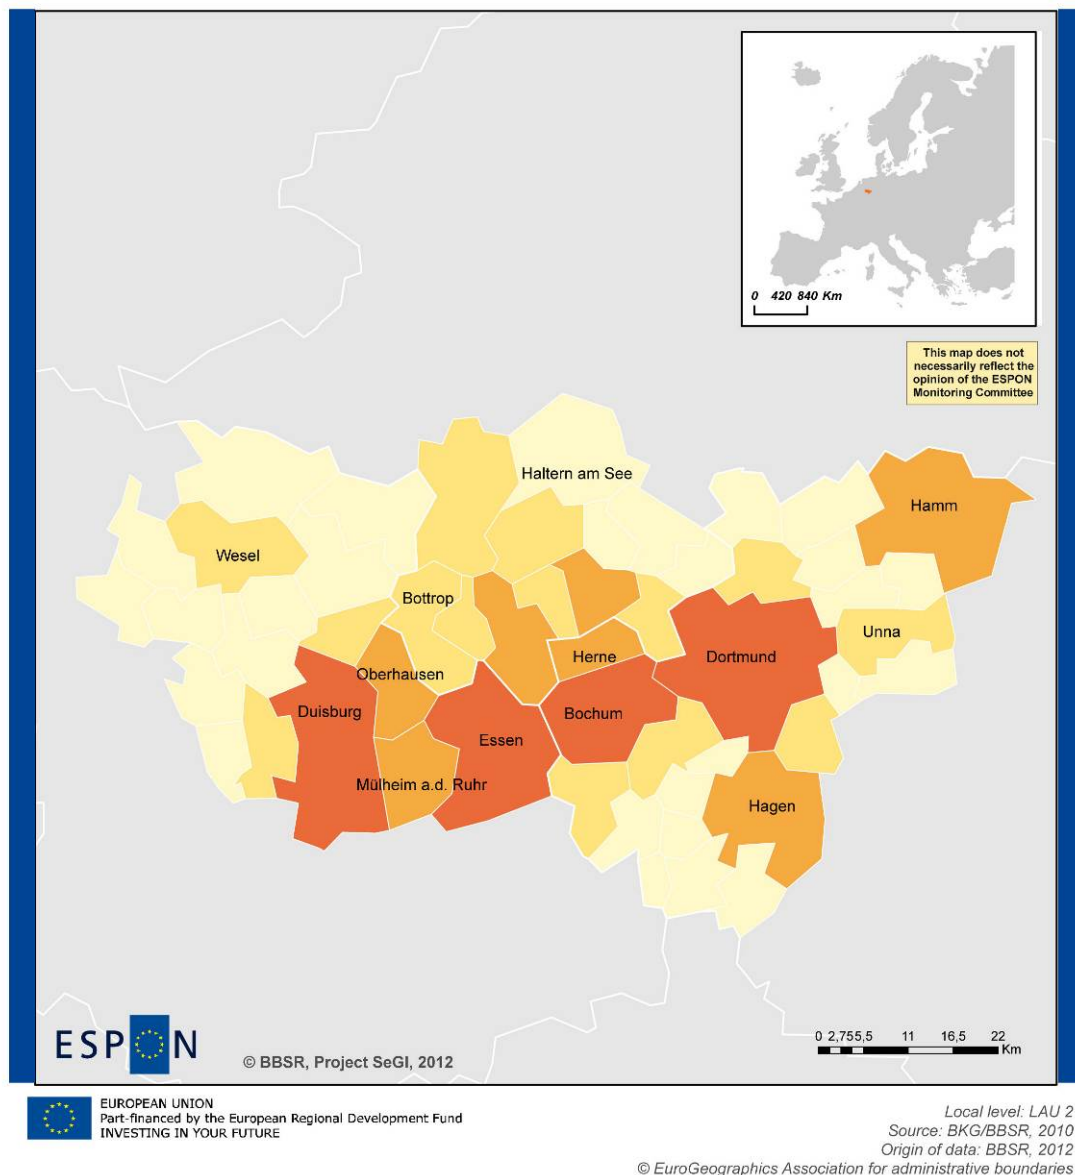 0 420 840 Km
This map does not
necessarily reflect the
opinion of the ESPON
Monitoring Committee
Haltern am See
Hamm
Wesel
Bottrop
Unna
Herne
Dortmund
Oberhausen
Duisburg
Bochum
Essen
Mülheim a.d. Ruhr
Hagen
ESPON
© BBSR, Project SeGI, 2012
0 2,755,5 11 16,5 22
Km
EUROPEAN UNION
Part-financed by the European Regional Development Fund
INVESTING IN YOUR FUTURE
Local level: LAU 2
Source: BKG/BBSR, 2010
Origin of data: BBSR, 2012
© EuroGeographics Association for administrative boundaries